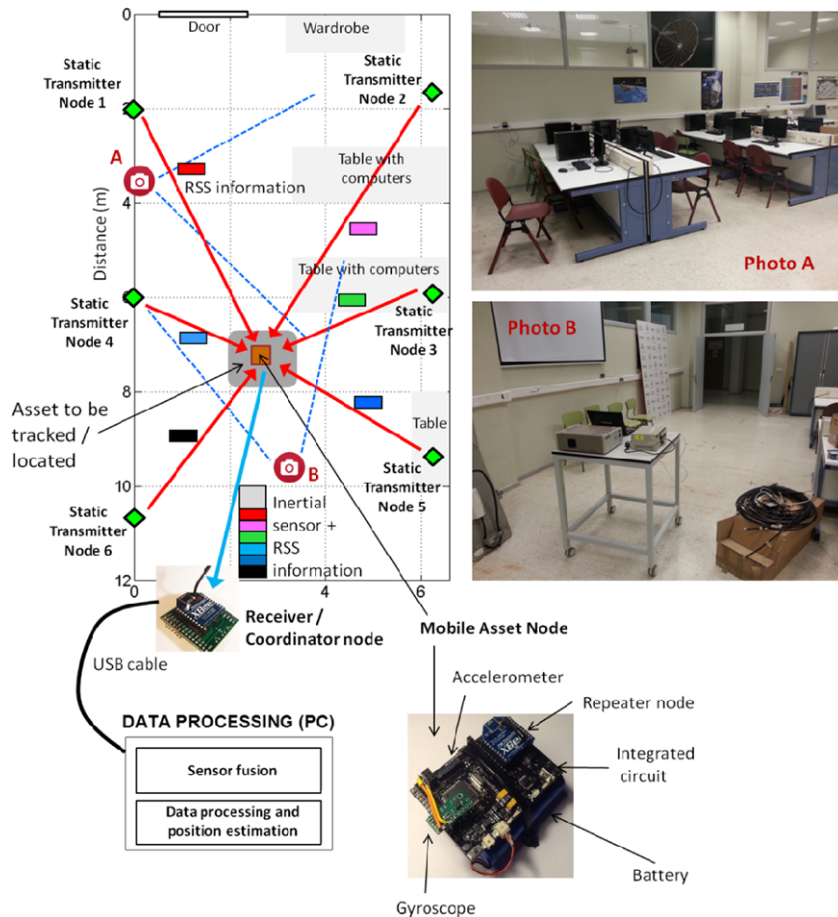 0
Door
Wardrobe
Static
Transmitter
Node 1
Static
Transmitter
Node 2
2
A
RSS information
Table with
computers
4
Distance (m)
Photo A
Table with computers
Static
Transmitter
Node 4
Static
Transmitter
Node 3
Photo B
8
Asset to be
tracked /
located
Table
B
Static
Transmitter
Node 5
10
Static
Transmitter
Node 6
Inertial
sensor +
RSS
information
12
0
2
4
6
XBee
Receiver /
Coordinator node
USB cable
Mobile Asset Node
Accelerometer
Repeater node
XBee
Integrated
circuit
DATA PROCESSING (PC)
Sensor fusion
Data processing and
position estimation
Battery
Gyroscope